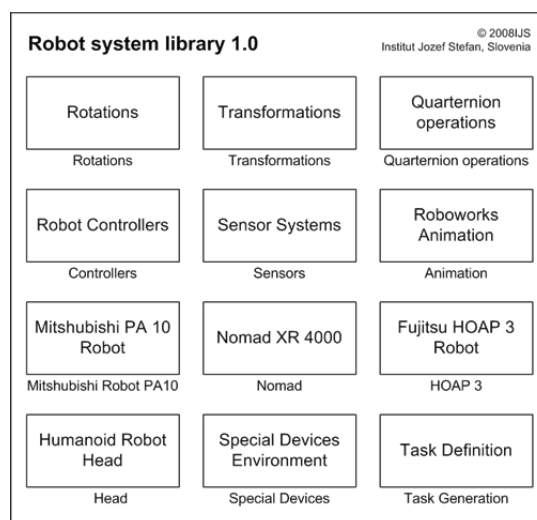 Robot system library 1.0
© 2008IJS
Institut Jozef Stefan, Slovenia
Rotations
Transformations
Quarternion
operations
Rotations
Transformations
Quarternion operations
Robot Controllers
Sensor Systems
Roboworks
Animation
Controllers
Sensors
Animation
Mitshubishi PA 10
Robot
Nomad XR 4000
Fujitsu HOAP 3
Robot
Mitshubishi Robot PA10
Nomad
HOAP 3
Humanoid Robot
Head
Special Devices
Environment
Task Definition
Head
Special Devices
Task Generation